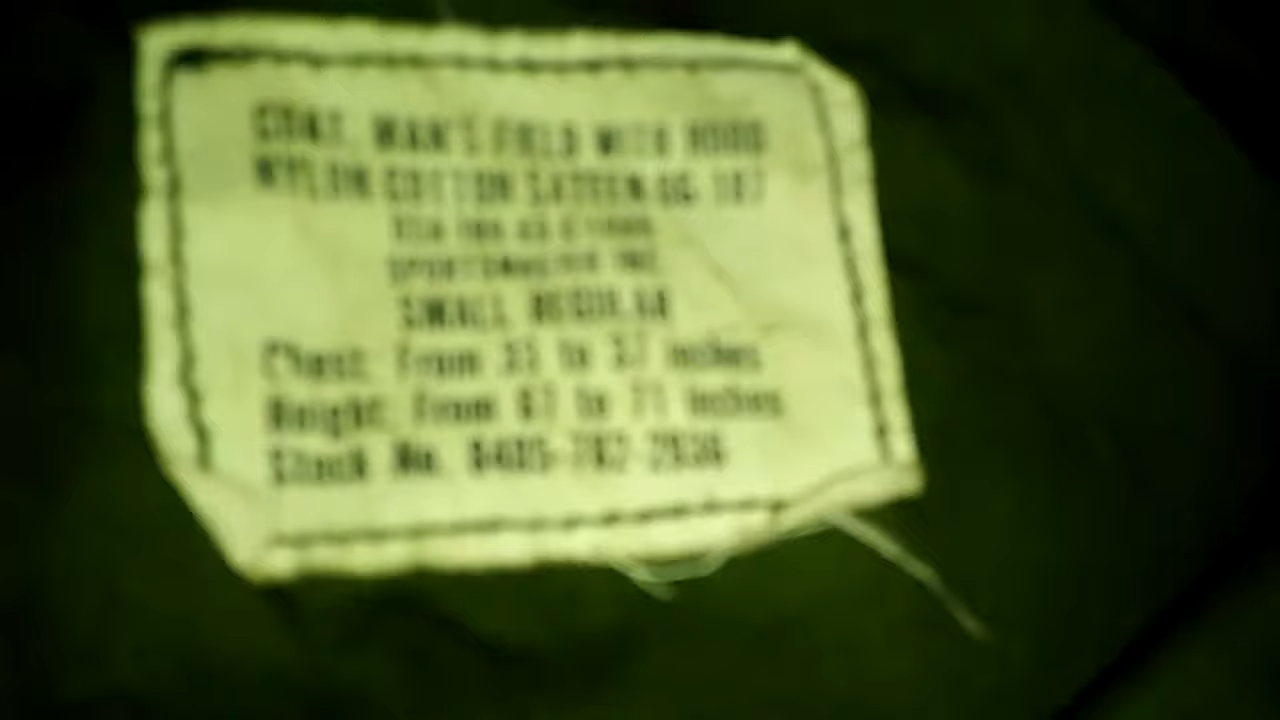 COAT, MAN'S FIELD WITH HOOD
NYLON COTTON SATEEN OG 107
SMALL REGULAR
Chest: From 33 to 37 inches
Height: From 67 to 71 inches
Stock No. 8405-782-2936